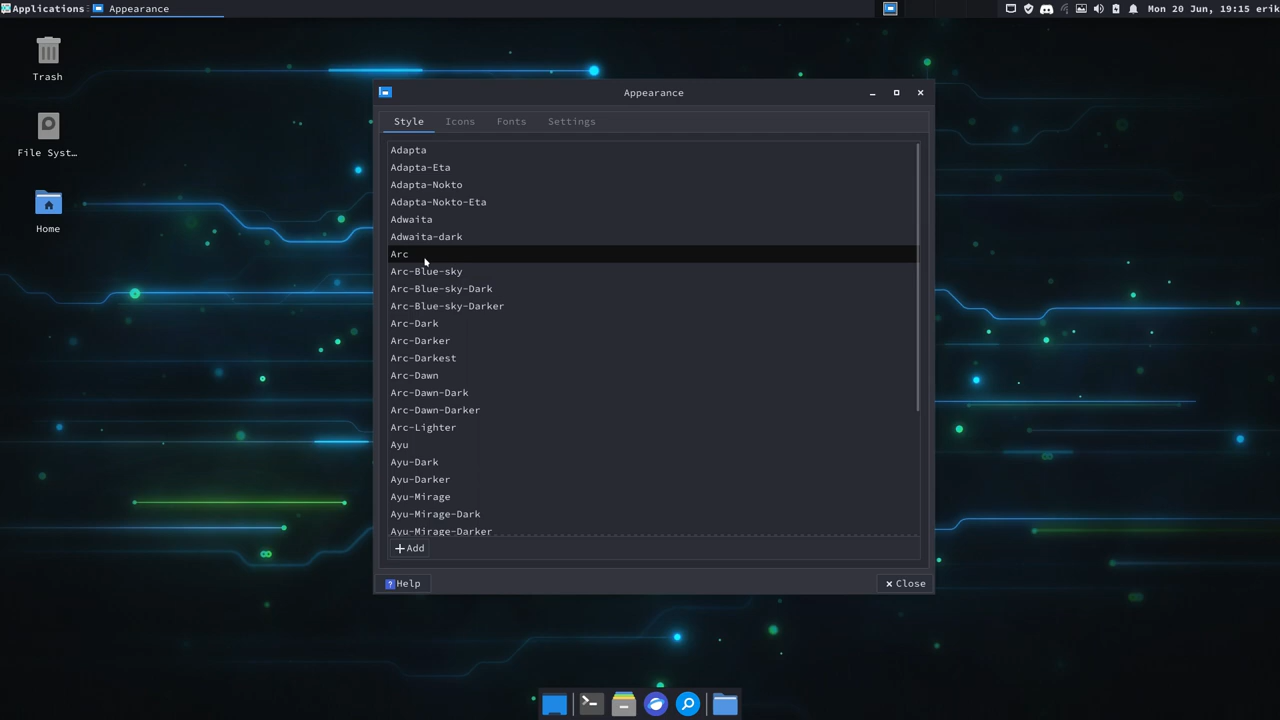 Applications
Appearance
Mon 20 Jun, 19:15 erik
Trash
File Syst…
Home
Appearance
Style Icons Fonts Settings
Adapta
Adapta-Eta
Adapta-Nokto
Adapta-Nokto-Eta
Adwaita
Adwaita-dark
Arc
Arc-Blue-sky
Arc-Blue-sky-Dark
Arc-Blue-sky-Darker
Arc-Dark
Arc-Darker
Arc-Darkest
Arc-Dawn
Arc-Dawn-Dark
Arc-Dawn-Darker
Arc-Lighter
Ayu
Ayu-Dark
Ayu-Darker
Ayu-Mirage
Ayu-Mirage-Dark
Ayu-Mirage-Darker
+Add
? Help
× Close